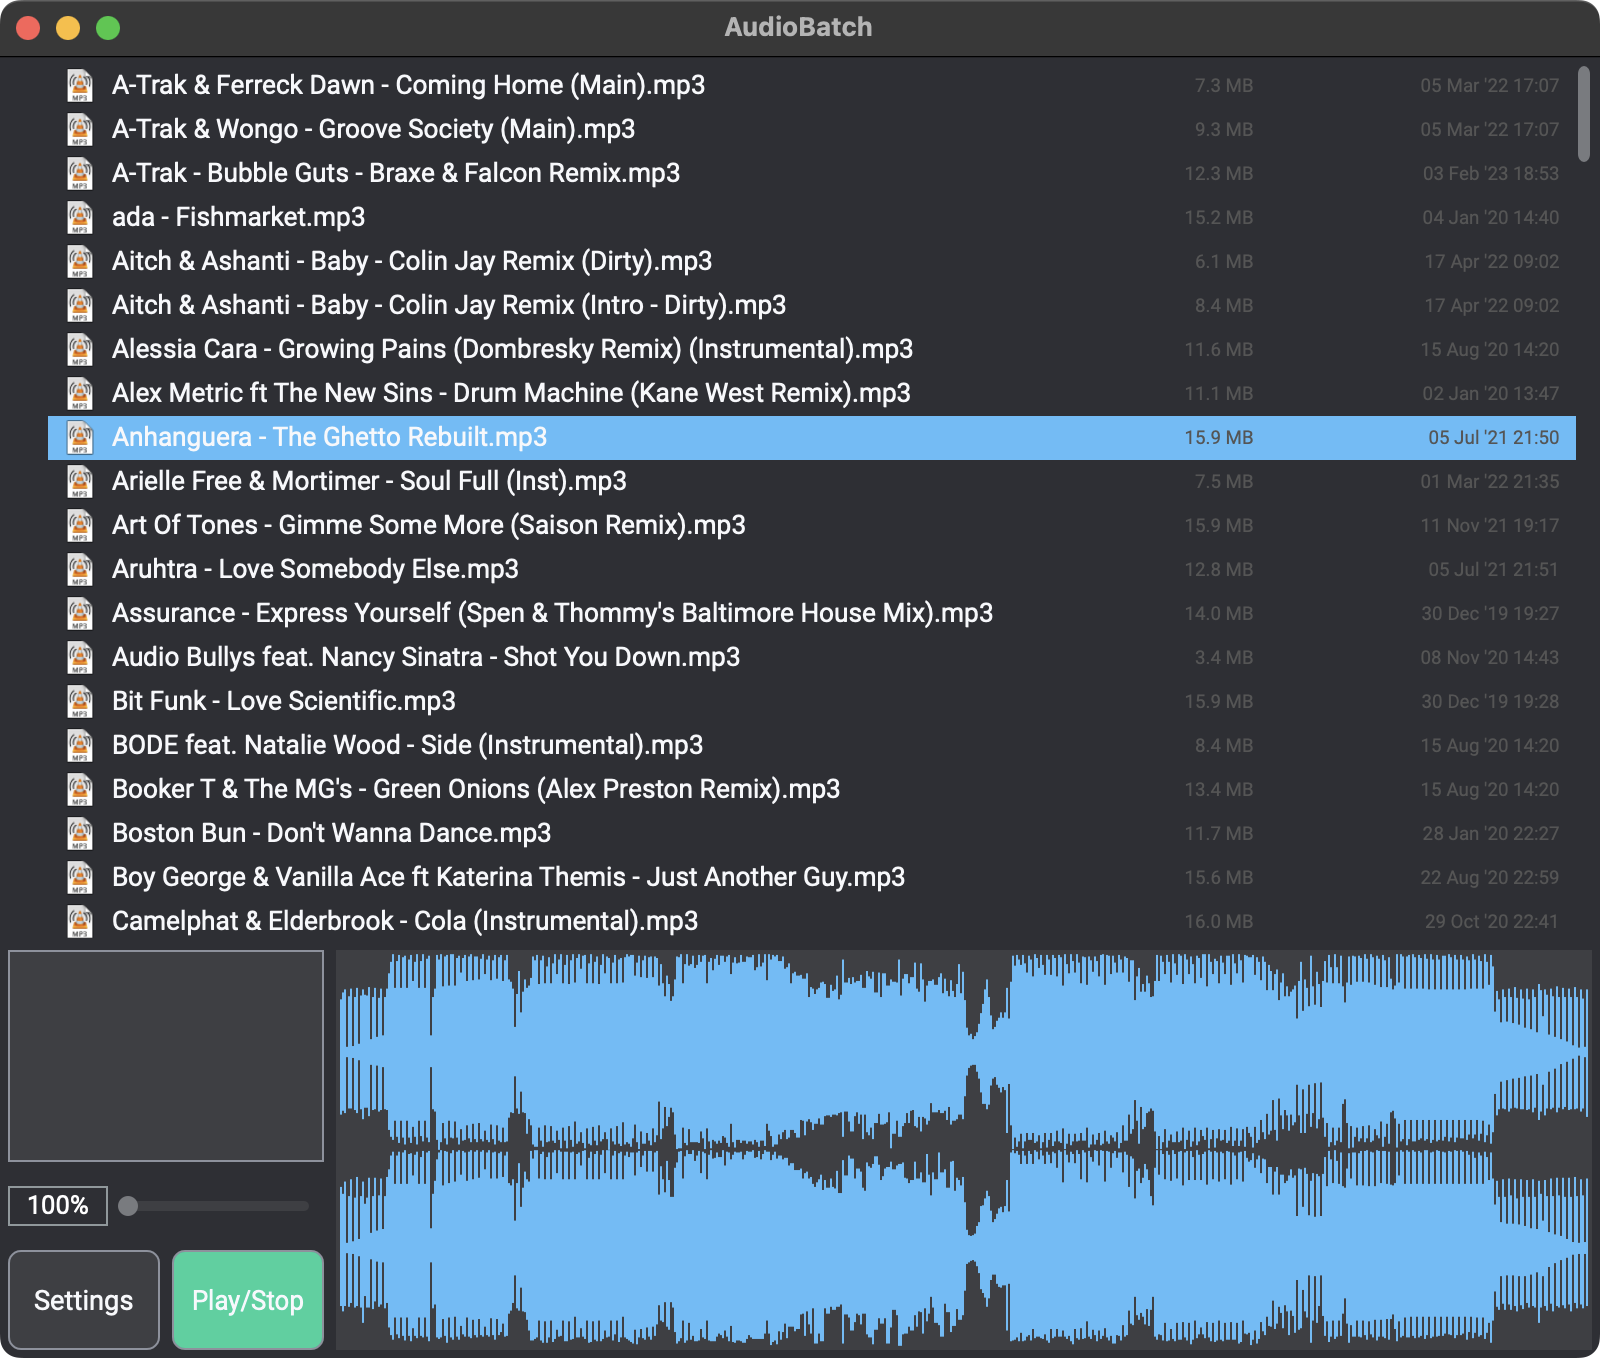 AudioBatch
A-Trak & Ferreck Dawn - Coming Home (Main).mp3 7.3 MB 05 Mar '22 17:07
A-Trak & Wongo - Groove Society (Main).mp3 9.3 MB 05 Mar '22 17:07
A-Trak - Bubble Guts - Braxe & Falcon Remix.mp3 12.3 MB 03 Feb '23 18:53
ada - Fishmarket.mp3 15.2 MB 04 Jan '20 14:40
Aitch & Ashanti - Baby - Colin Jay Remix (Dirty).mp3 6.1 MB 17 Apr '22 09:02
Aitch & Ashanti - Baby - Colin Jay Remix (Intro - Dirty).mp3 8.4 MB 17 Apr '22 09:02
Alessia Cara - Growing Pains (Dombresky Remix) (Instrumental).mp3 11.6 MB 15 Aug '20 14:20
Alex Metric ft The New Sins - Drum Machine (Kane West Remix).mp3 11.1 MB 02 Jan '20 13:47
Anhanguera - The Ghetto Rebuilt.mp3 15.9 MB 05 Jul '21 21:50
Arielle Free & Mortimer - Soul Full (Inst).mp3 7.5 MB 01 Mar '22 21:35
Art Of Tones - Gimme Some More (Saison Remix).mp3 15.9 MB 11 Nov '21 19:17
Aruhtra - Love Somebody Else.mp3 12.8 MB 05 Jul '21 21:51
Assurance - Express Yourself (Spen & Thommy's Baltimore House Mix).mp3 14.0 MB 30 Dec '19 19:27
Audio Bullys feat. Nancy Sinatra - Shot You Down.mp3 3.4 MB 08 Nov '20 14:43
Bit Funk - Love Scientific.mp3 15.9 MB 30 Dec '19 19:28
BODE feat. Natalie Wood - Side (Instrumental).mp3 8.4 MB 15 Aug '20 14:20
Booker T & The MG's - Green Onions (Alex Preston Remix).mp3 13.4 MB 15 Aug '20 14:20
Boston Bun - Don't Wanna Dance.mp3 11.7 MB 28 Jan '20 22:27
Boy George & Vanilla Ace ft Katerina Themis - Just Another Guy.mp3 15.6 MB 22 Aug '20 22:59
Camelphat & Elderbrook - Cola (Instrumental).mp3 16.0 MB 29 Oct '20 22:41
100%
Settings Play/Stop